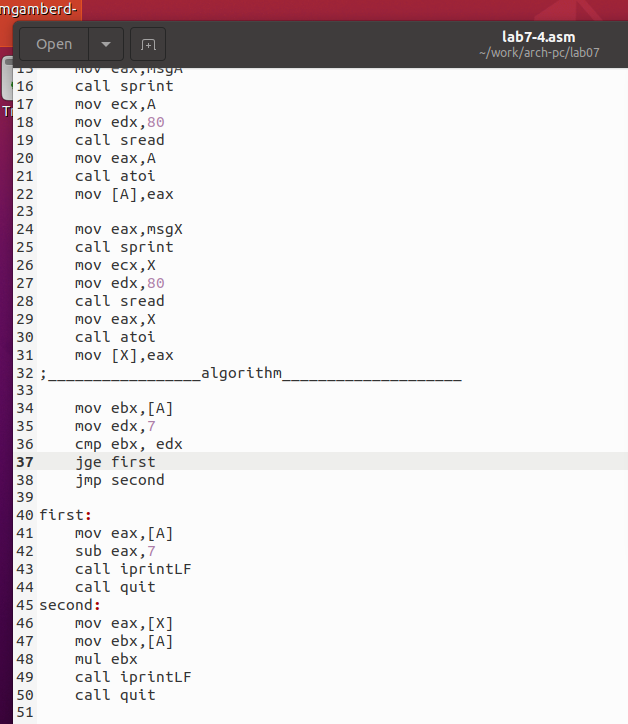 mgamberd-
Open
lab7-4.asm
~/work/arch-pc/lab07
15 mov eax,msgA
16 call sprint
17 mov ecx,A
18 mov edx,80
19 call sread
20 mov eax,A
21 call atoi
22 mov [A],eax
23
24 mov eax,msgX
25 call sprint
26 mov ecx,X
27 mov edx,80
28 call sread
29 mov eax,X
30 call atoi
31 mov [X],eax
32 ;_________________algorithm____________________
33
34 mov ebx,[A]
35 mov edx,7
36 cmp ebx, edx
37 jge first
38 jmp second
39
40 first:
41 mov eax,[A]
42 sub eax,7
43 call iprintLF
44 call quit
45 second:
46 mov eax,[X]
47 mov ebx,[A]
48 mul ebx
49 call iprintLF
50 call quit
51